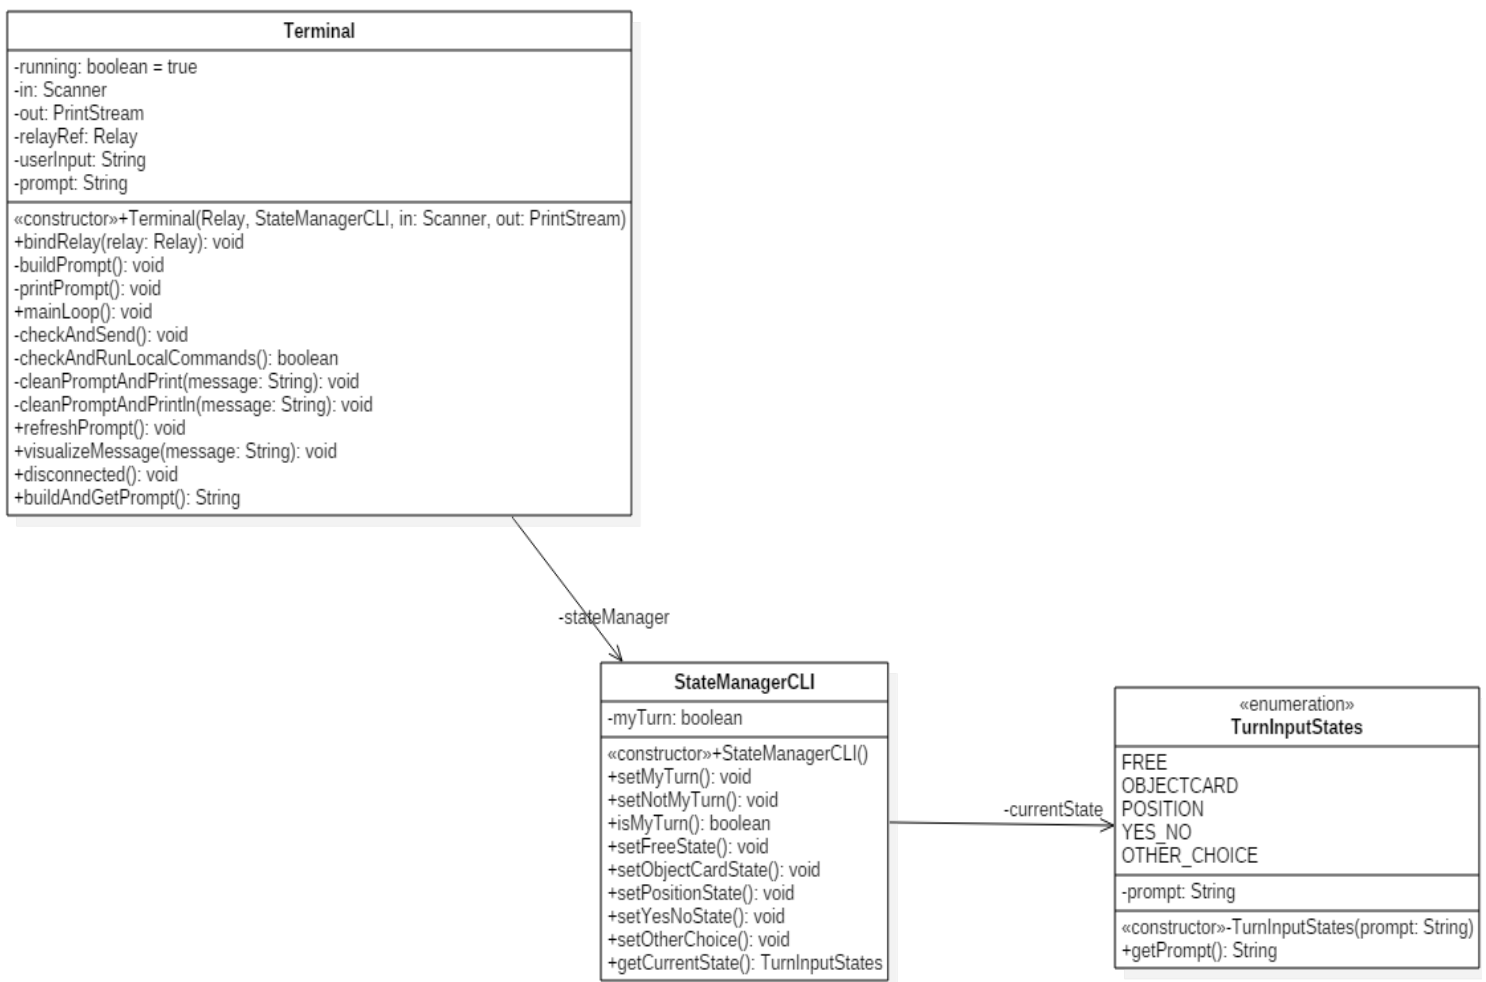 Terminal
-running: boolean = true
-in: Scanner
-out: PrintStream
-relayRef: Relay
-userInput: String
-prompt: String
«constructor»+Terminal(Relay, StateManagerCLI, in: Scanner, out: PrintStream)
+bindRelay(relay: Relay): void
-buildPrompt(): void
-printPrompt(): void
+mainLoop(): void
-checkAndSend(): void
-checkAndRunLocalCommands(): boolean
-cleanPromptAndPrint(message: String): void
-cleanPromptAndPrintln(message: String): void
+refreshPrompt(): void
+visualizeMessage(message: String): void
+disconnected(): void
+buildAndGetPrompt(): String
-stateManager
StateManagerCLI
-myTurn: boolean
«constructor»+StateManagerCLI()
+setMyTurn(): void
+setNotMyTurn(): void
+isMyTurn(): boolean
+setFreeState(): void
+setObjectCardState(): void
+setPositionState(): void
+setYesNoState(): void
+setOtherChoice(): void
+getCurrentState(): TurnInputStates
-currentState
«enumeration»
TurnInputStates
FREE
OBJECTCARD
POSITION
YES_NO
OTHER_CHOICE
-prompt: String
«constructor»-TurnInputStates(prompt: String)
+getPrompt(): String